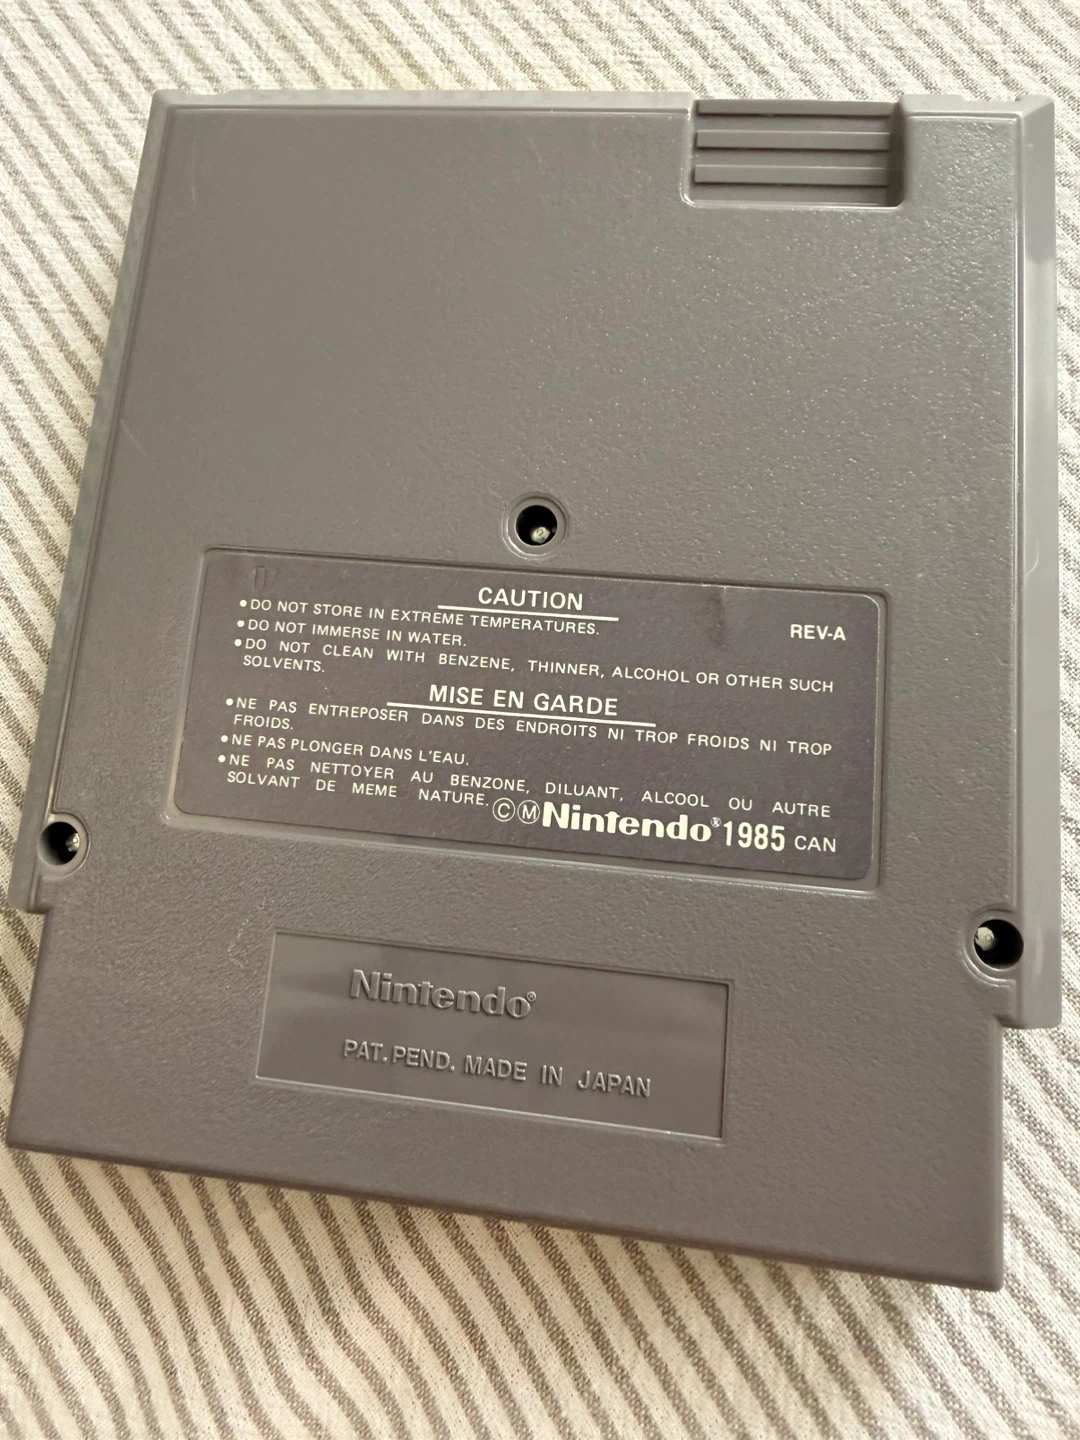 CAUTION
•DO NOT STORE IN EXTREME TEMPERATURES.
•DO NOT IMMERSE IN WATER.
REV-A
•DO NOT CLEAN WITH BENZENE, THINNER, ALCOHOL OR OTHER SUCH
SOLVENTS.
MISE EN GARDE
•NE PAS ENTREPOSER DANS DES ENDROITS NI TROP FROIDS NI TROP
FROIDS.
•NE PAS PLONGER DANS L'EAU.
•NE PAS NETTOYER AU BENZONE, DILUANT, ALCOOL OU AUTRE
SOLVANT DE MEME NATURE.
ⒸⓂNintendo®1985 CAN
Nintendo®
PAT. PEND. MADE IN JAPAN